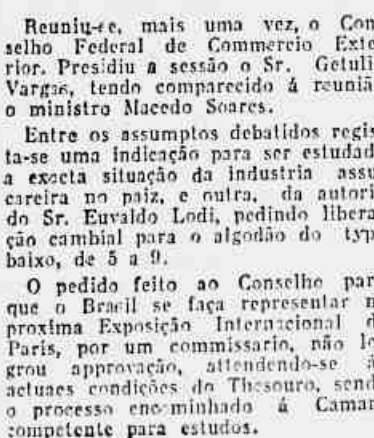 Reuniu-se, mais uma vez, o Con
selho Federal de Commercio Exte
rior. Presidiu a sessão o Sr. Getuli
Vargas, tendo comparecido á reuniã
o ministro Macedo Soares.
Entre os assumptos debatidos regis
ta-se uma indicação para ser estudad
a exacta situação da industria assu
careira no paiz, e outra, da autori
do Sr. Euvaldo Lodi, pedindo libera
ção cambial para o algodão do typ
baixo, de 5 a 9.
O pedido feito ao Conselho par
que o Brasil se faça representar n
proxima Exposição Internacional d
Paris, por um commissario, não lo
grou approvação, attendendo-se á
actuaes condições do Thesouro, send
o processo encaminhado á Camar
competente para estudos.